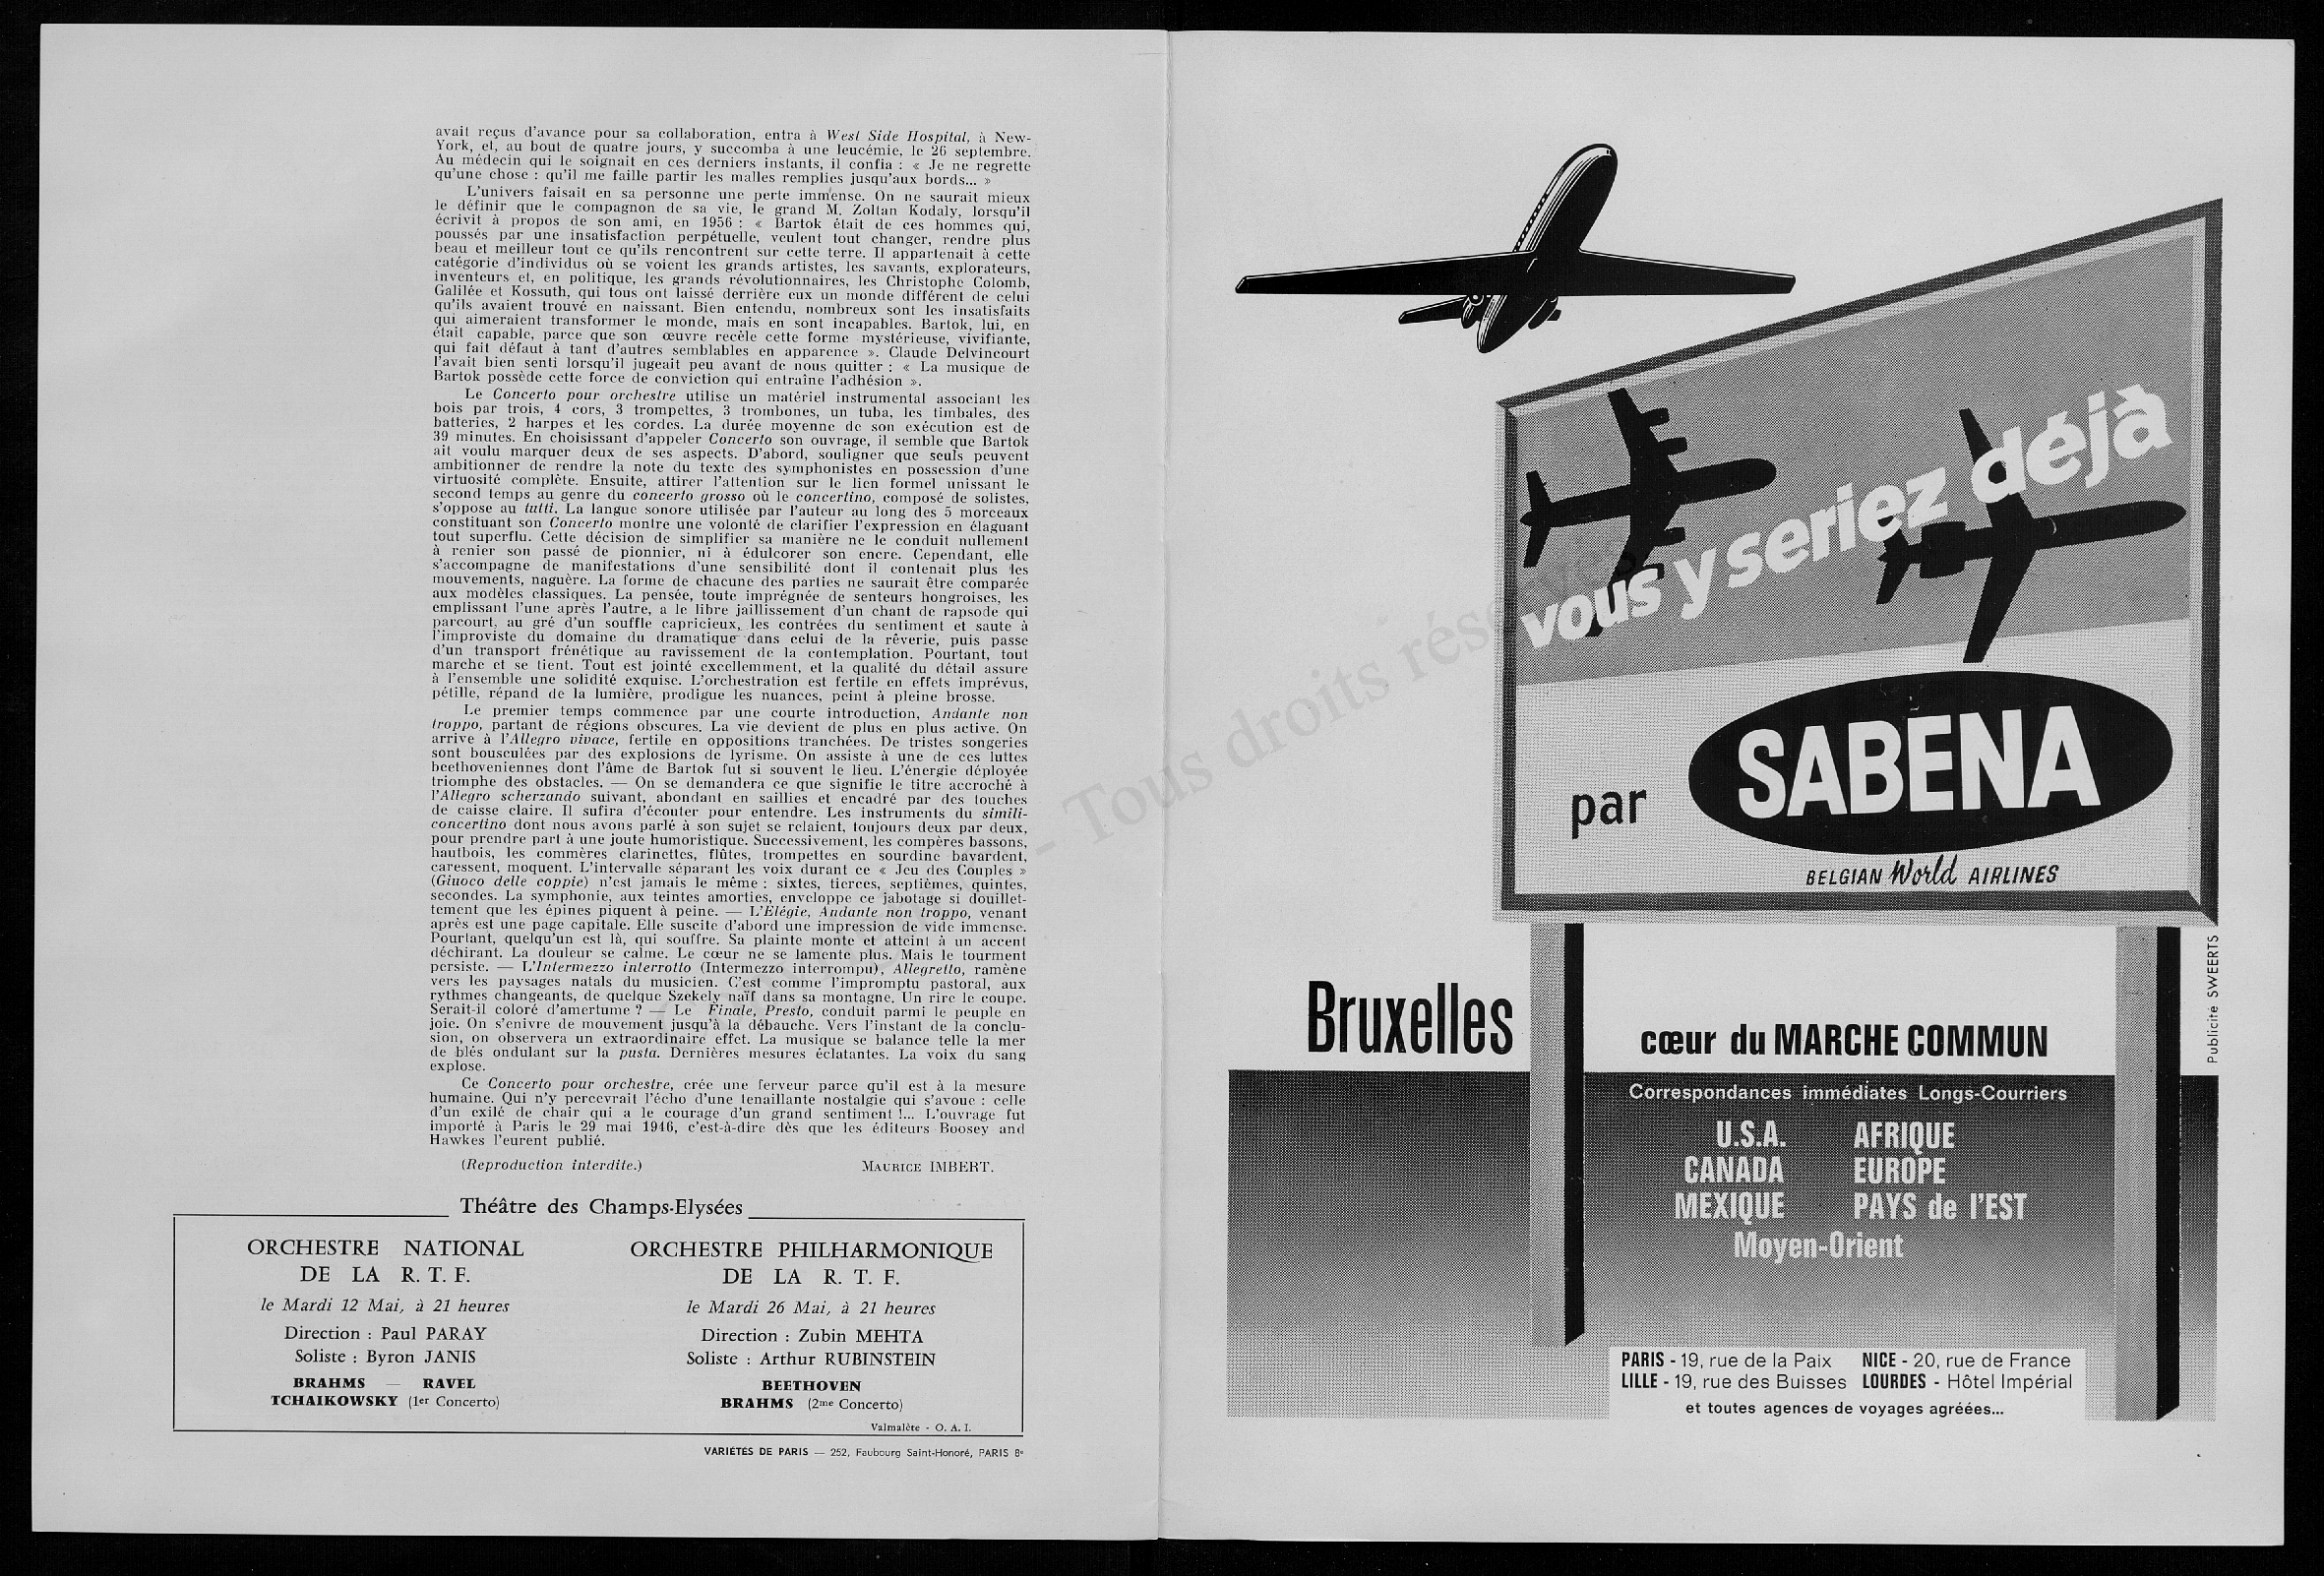 avait reçus d'avance pour sa collaboration, entra à West Side Hospital, à New-
York, et, au bout de quatre jours, y succomba à une leucémie, le 26 septembre.
Au médecin qui le soignait en ces derniers instants, il confia : « Je ne regrette
qu'une chose : qu'il me faille partir les malles remplies jusqu'aux bords... »
L'univers faisait en sa personne une perte immense. On ne saurait mieux
le définir que le compagnon de sa vie, le grand M. Zoltan Kodaly, lorsqu'il
écrivit à propos de son ami, en 1956 : « Bartok était de ces hommes qui,
poussés par une insatisfaction perpétuelle, veulent tout changer, rendre plus
beau et meilleur tout ce qu'ils rencontrent sur cette terre. Il appartenait à cette
catégorie d'individus où se voient les grands artistes, les savants, explorateurs,
inventeurs et, en politique, les grands révolutionnaires, les Christophe Colomb,
Galilée et Kossuth, qui tous ont laissé derrière eux un monde différent de celui
qu'ils avaient trouvé en naissant. Bien entendu, nombreux sont les insatisfaits
qui aimeraient transformer le monde, mais en sont incapables. Bartok, lui, en
était capable, parce que son œuvre recèle cette forme mystérieuse, vivifiante,
qui fait défaut à tant d'autres semblables en apparence ». Claude Delvincourt
l'avait bien senti lorsqu'il jugeait peu avant de nous quitter : « La musique de
Bartok possède cette force de conviction qui entraîne l'adhésion ».
Le Concerto pour orchestre utilise un matériel instrumental associant les
bois par trois, 4 cors, 3 trompettes, 3 trombones, un tuba, les timbales, des
batteries, 2 harpes et les cordes. La durée moyenne de son exécution est de
39 minutes. En choisissant d'appeler Concerto son ouvrage, il semble que Bartok
ait voulu marquer deux de ses aspects. D'abord, souligner que seuls peuvent
ambitionner de rendre la note du texte des symphonistes en possession d'une
virtuosité complète. Ensuite, attirer l'attention sur le lien formel unissant le
second temps au genre du concerto grosso où le concertino, composé de solistes,
s'oppose au tutti. La langue sonore utilisée par l'auteur au long des 5 morceaux
constituant son Concerto montre une volonté de clarifier l'expression en élaguant
tout superflu. Cette décision de simplifier sa manière ne le conduit nullement
à renier son passé de pionnier, ni à édulcorer son encre. Cependant, elle
s'accompagne de manifestations d'une sensibilité dont il contenait plus les
mouvements, naguère. La forme de chacune des parties ne saurait être comparée
aux modèles classiques. La pensée, toute imprégnée de senteurs hongroises, les
emplissant l'une après l'autre, a le libre jaillissement d'un chant de rapsode qui
parcourt, au gré d'un souffle capricieux, les contrées du sentiment et saute à
l'improviste du domaine du dramatique dans celui de la rêverie, puis passe
d'un transport frénétique au ravissement de la contemplation. Pourtant, tout
marche et se tient. Tout est jointé excellemment, et la qualité du détail assure
à l'ensemble une solidité exquise. L'orchestration est fertile en effets imprévus,
pétille, répand de la lumière, prodigue les nuances, peint à pleine brosse.
Le premier temps commence par une courte introduction, Andante non
troppo, partant de régions obscures. La vie devient de plus en plus active. On
arrive à l'Allegro vivace, fertile en oppositions tranchées. De tristes songeries
sont bousculées par des explosions de lyrisme. On assiste à une de ces luttes
beethoveniennes dont l'âme de Bartok fut si souvent le lieu. L'énergie déployée
triomphe des obstacles. — On se demandera ce que signifie le titre accroché à
l'Allegro scherzando suivant, abondant en saillies et encadré par des touches
de caisse claire. Il sufira d'écouter pour entendre. Les instruments du simili-
concertino dont nous avons parlé à son sujet se relaient, toujours deux par deux,
pour prendre part à une joute humoristique. Successivement, les compères bassons,
hautbois, les commères clarinettes, flûtes, trompettes en sourdine bavardent,
caressent, moquent. L'intervalle séparant les voix durant ce « Jeu des Couples »
(Giuoco delle coppie) n'est jamais le même : sixtes, tierces, septièmes, quintes,
secondes. La symphonie, aux teintes amorties, enveloppe ce jabotage si douillet-
tement que les épines piquent à peine. — L'Elégie, Andante non troppo, venant
après est une page capitale. Elle suscite d'abord une impression de vide immense.
Pourtant, quelqu'un est là, qui souffre. Sa plainte monte et atteint à un accent
déchirant. La douleur se calme. Le cœur ne se lamente plus. Mais le tourment
persiste. — L'Intermezzo interrotto (Intermezzo interrompu), Allegretto, ramène
vers les paysages natals du musicien. C'est comme l'impromptu pastoral, aux
rythmes changeants, de quelque Szekely naïf dans sa montagne. Un rire le coupe.
Serait-il coloré d'amertume ? — Le Finale, Presto, conduit parmi le peuple en
joie. On s'enivre de mouvement jusqu'à la débauche. Vers l'instant de la conclu-
sion, on observera un extraordinaire effet. La musique se balance telle la mer
de blés ondulant sur la pusta. Dernières mesures éclatantes. La voix du sang
explose.
Ce Concerto pour orchestre, crée une ferveur parce qu'il est à la mesure
humaine. Qui n'y percevrait l'écho d'une tenaillante nostalgie qui s'avoue : celle
d'un exilé de chair qui a le courage d'un grand sentiment !... L'ouvrage fut
importé à Paris le 29 mai 1946, c'est-à-dire dès que les éditeurs Boosey and
Hawkes l'eurent publié.
(Reproduction interdite.) MAURICE IMBERT.
Théâtre des Champs-Elysées
ORCHESTRE NATIONAL
DE LA R. T. F.
le Mardi 12 Mai, à 21 heures
Direction : Paul PARAY
Soliste : Byron JANIS
BRAHMS — RAVEL
TCHAIKOWSKY (1er Concerto)
ORCHESTRE PHILHARMONIQUE
DE LA R. T. F.
le Mardi 26 Mai, à 21 heures
Direction : Zubin MEHTA
Soliste : Arthur RUBINSTEIN
BEETHOVEN
BRAHMS (2me Concerto)
Valmalète - O. A. I.
VARIÉTÉS DE PARIS — 252, Faubourg Saint-Honoré, PARIS 8e
- Tous droits rése
vous y seriez déjà
par SABENA
BELGIAN World AIRLINES
Publicité SWEERTS
Bruxelles
cœur du MARCHE COMMUN
Correspondances immédiates Longs-Courriers
U.S.A. AFRIQUE
CANADA EUROPE
MEXIQUE PAYS de l'EST
Moyen-Orient
PARIS - 19, rue de la Paix NICE - 20, rue de France
LILLE - 19, rue des Buisses LOURDES - Hôtel Impérial
et toutes agences de voyages agréées...